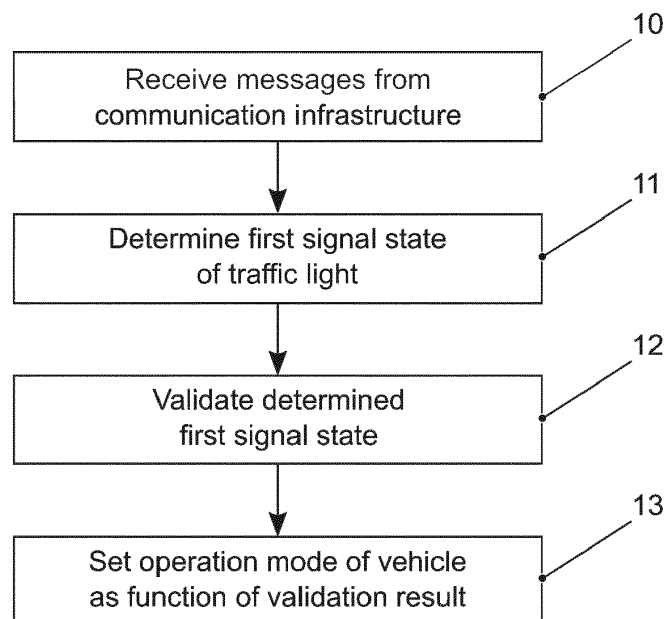 10
Receive messages from
communication infrastructure
11
Determine first signal state
of traffic light
12
Validate determined
first signal state
13
Set operation mode of vehicle
as function of validation result